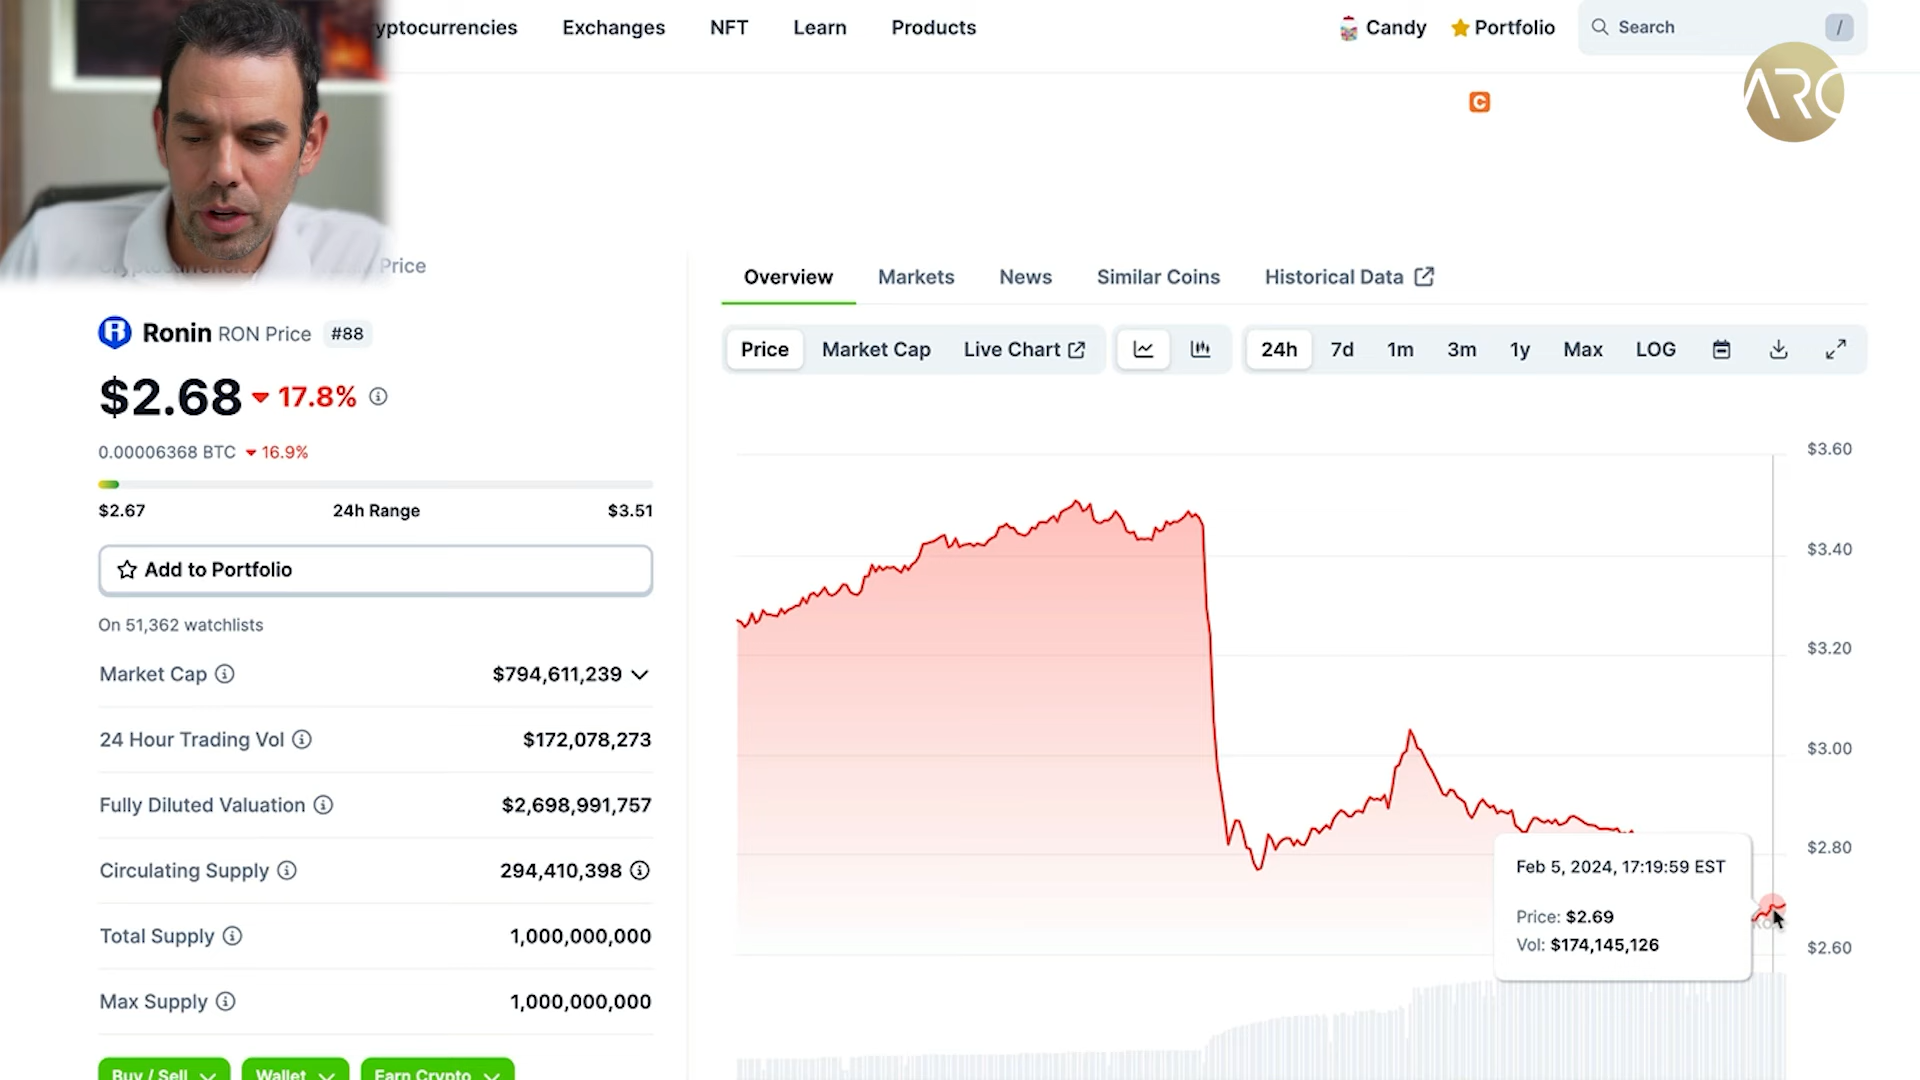 yptocurrencies Exchanges NFT Learn Products Candy Portfolio Search /
ARC
C
Price
Overview Markets News Similar Coins Historical Data
Ronin RON Price #88
Price Market Cap Live Chart 24h 7d 1m 3m 1y Max LOG
$2.68 17.8%
0.00006368 BTC 16.9%
$2.67 24h Range $3.51
Add to Portfolio
On 51,362 watchlists
Market Cap $794,611,239
24 Hour Trading Vol $172,078,273
Fully Diluted Valuation $2,698,991,757
Circulating Supply 294,410,398
Total Supply 1,000,000,000
Max Supply 1,000,000,000
Buy / Sell Wallet Earn Crypto
$3.60
$3.40
$3.20
$3.00
$2.80
$2.60
Feb 5, 2024, 17:19:59 EST
Price: $2.69
Vol: $174,145,126